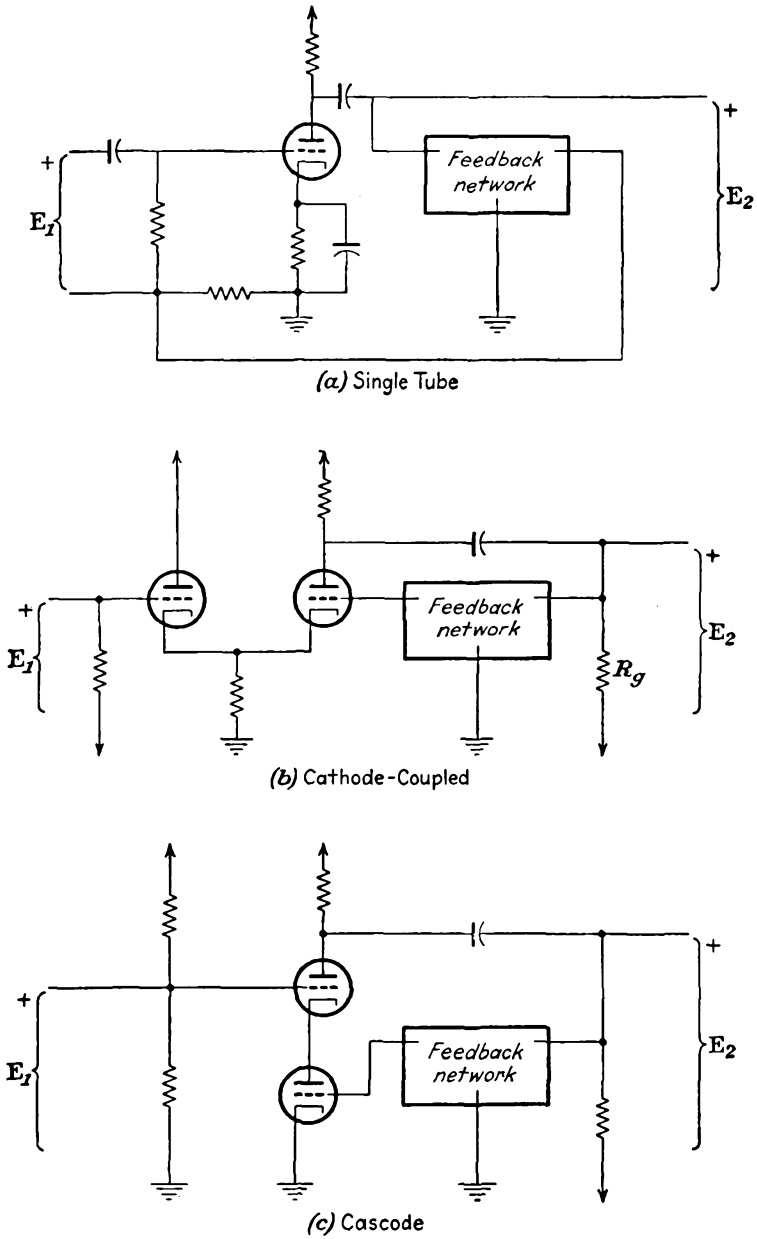 +
E1
Feedback
network
+
E2
(a) Single Tube
+
E1
Feedback
network
+
E2
Rg
(b) Cathode-Coupled
+
E1
Feedback
network
+
E2
(c) Cascode